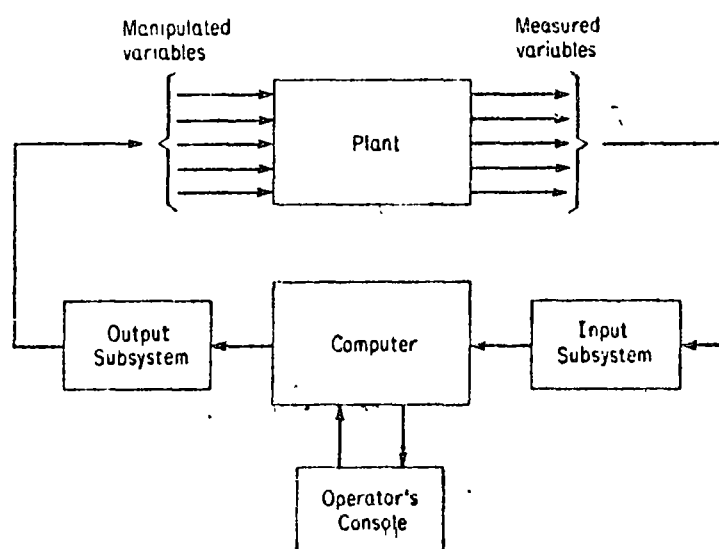 Manipulated
variables
Measured
variables
Plant
Output
Subsystem
Computer
Input
Subsystem
Operator's
Console